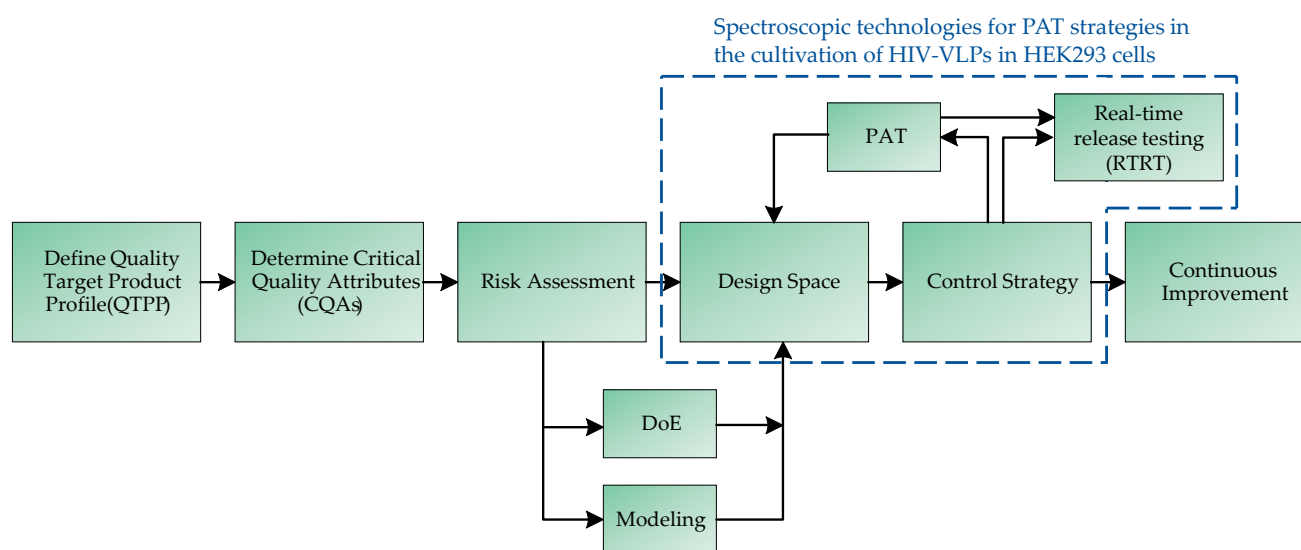 Spectroscopic technologies for PAT strategies in
the cultivation of HIV-VLPs in HEK293 cells
PAT
Real-time
release testing
(RTRT)
Define Quality
Target Product
Profile(QTPP)
Determine Critical
Quality Attributes
(CQAs)
Risk Assessment
Design Space
Control Strategy
Continuous
Improvement
DoE
Modeling